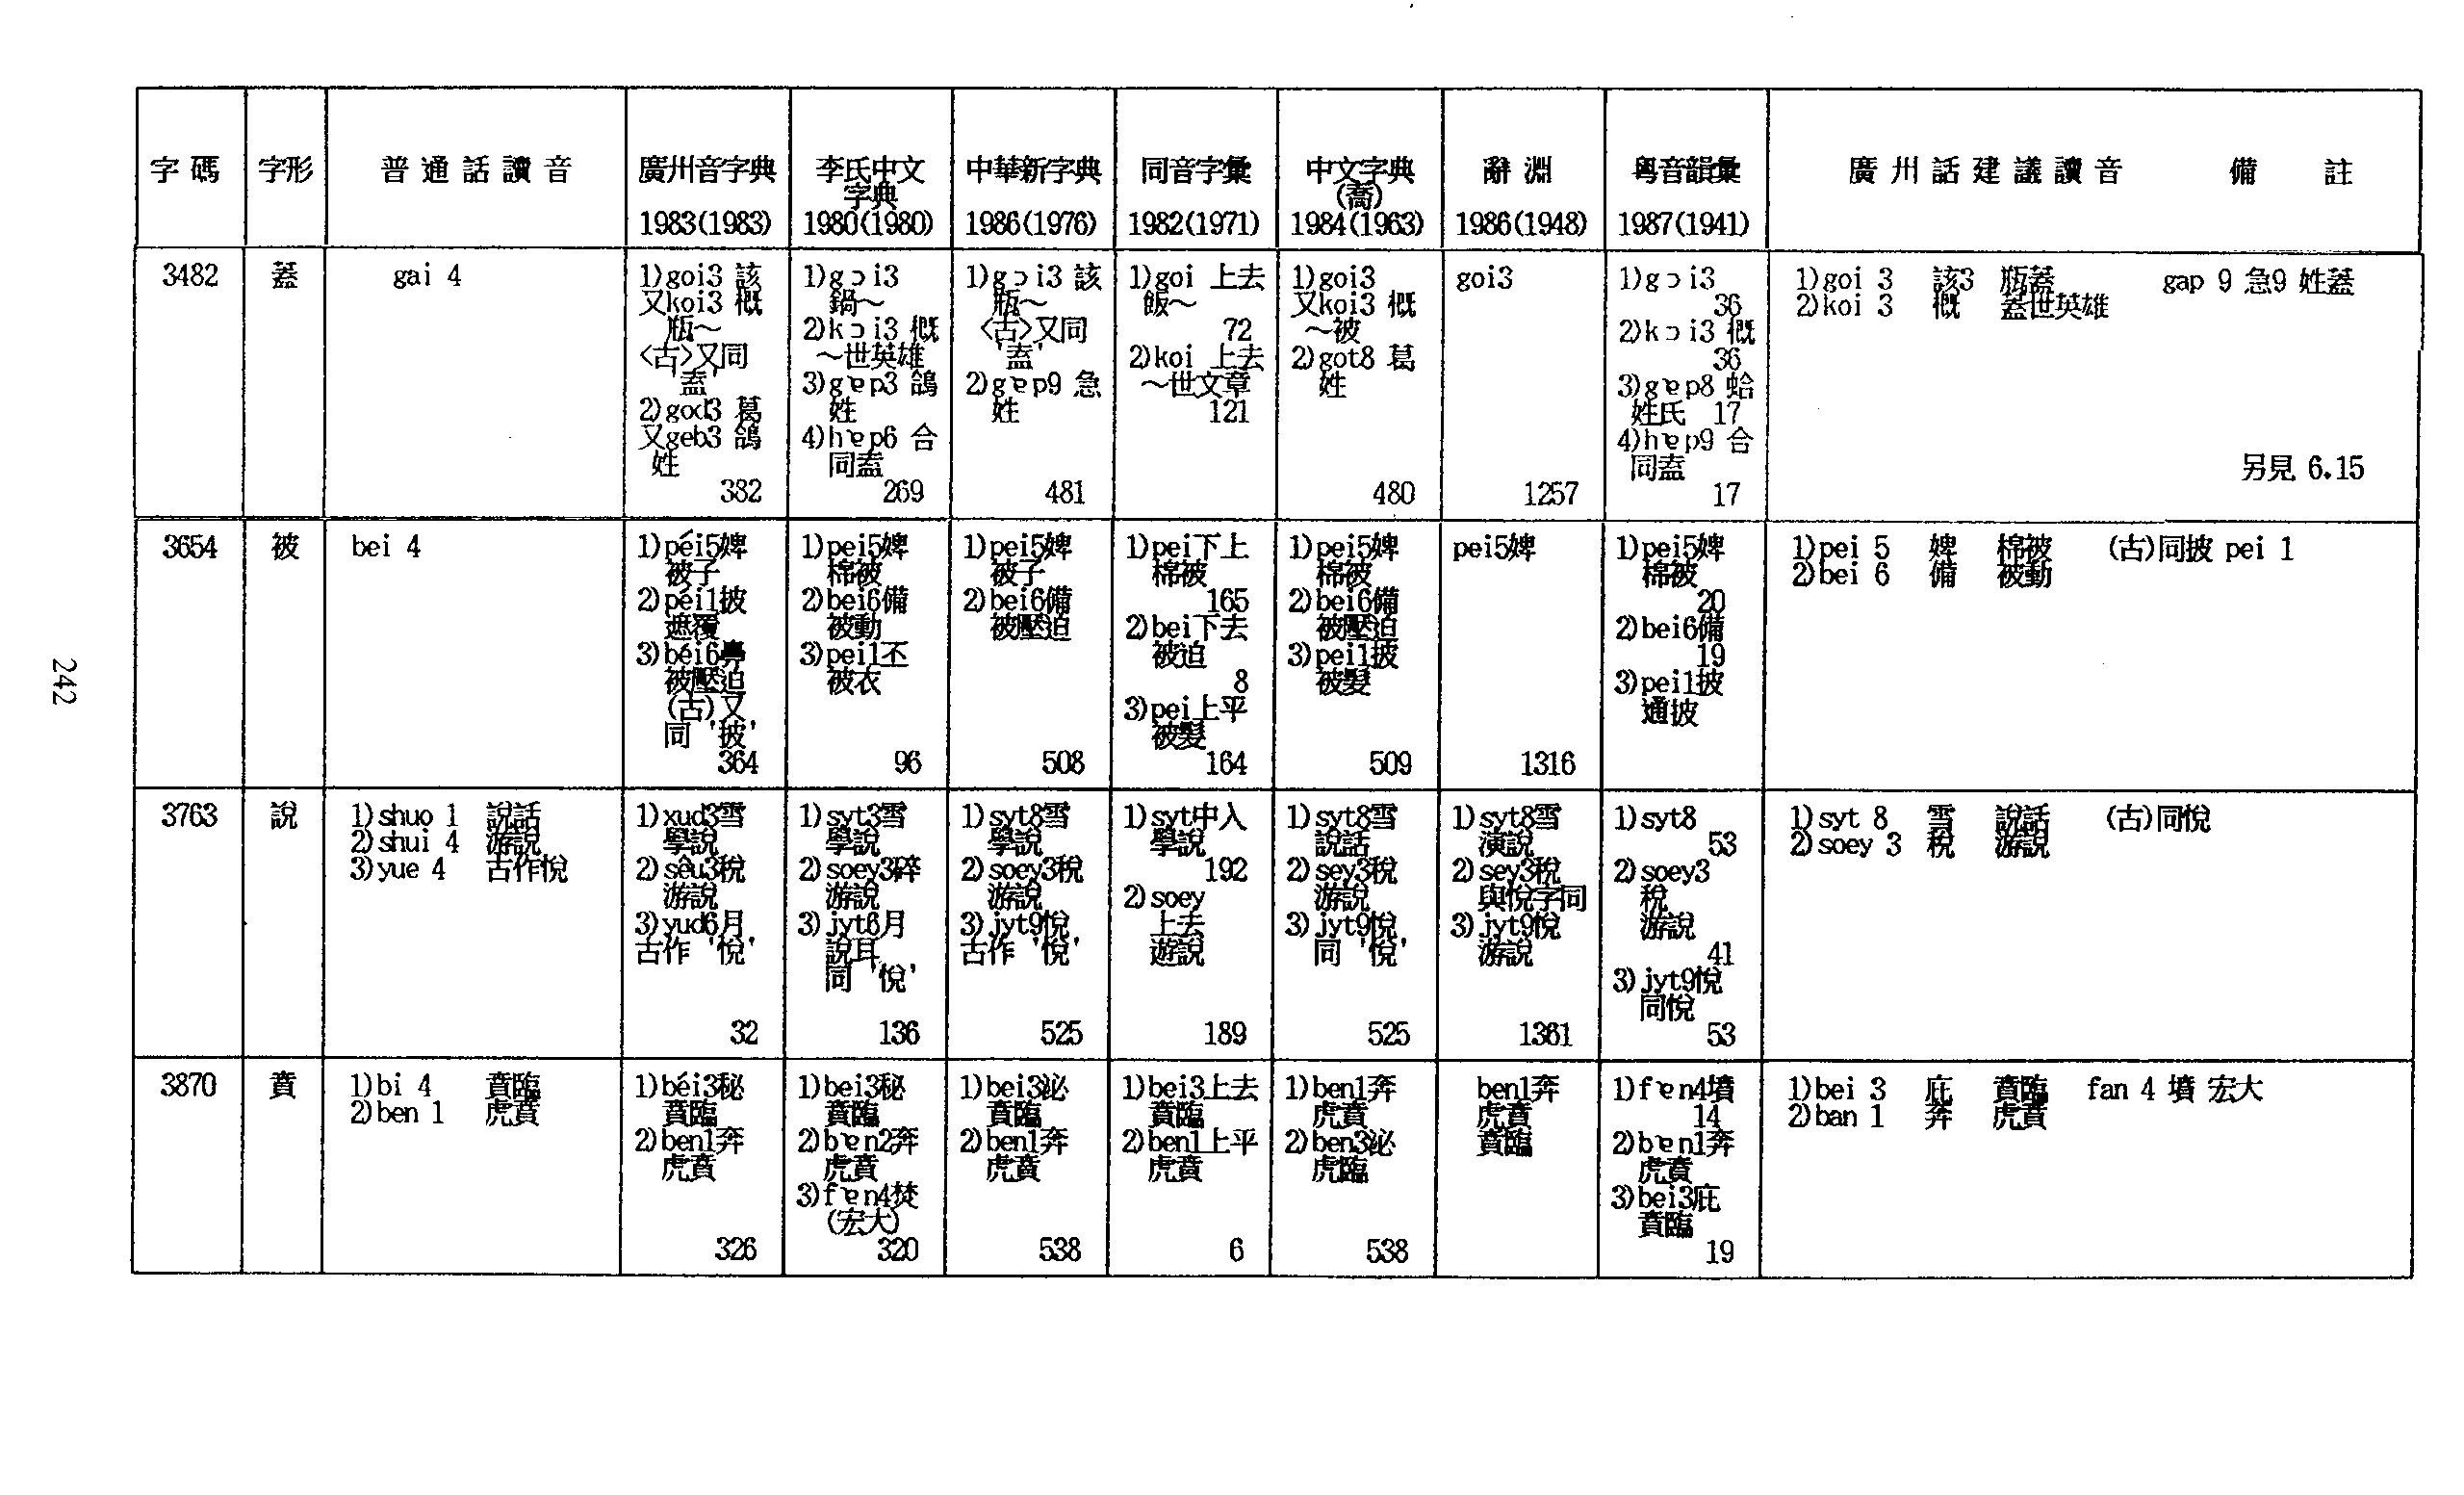 字碼 字形 普通話讀音 廣州音字典 1983(1983) 李氏中文字典 1980(1980) 中華新字典 1986(1976) 同音字彙 1982(1971) 中文字典(喬) 1984(1963) 辭淵 1986(1948) 粵音韻彙 1987(1941) 廣州話建議讀音 備註
3482
蓋
gai 4
1)goi3 該
又koi3 概
瓶～
<古>又同
'盍'
2)god3 葛
又geb3 鴿
姓
382
1)gɔi3
鍋～
2)kɔi3 概
～世英雄
3)gɐp3 鴿
姓
4)hɐp6 合
同盍
269
1)gɔi3 該
瓶～
<古>又同
'盍'
2)gɐp9 急
姓
481
1)goi 上去
飯～
72
2)koi 上去
～世文章
121
1)goi3
又koi3 概
～被
2)got8 葛
姓
480
goi3
1257
1)gɔi3
36
2)kɔi3 概
36
3)gɐp8 蛤
姓氏 17
4)hɐp9 合
同盍
17
1)goi 3 該3 瓶蓋 gap 9 急9 姓蓋
2)koi 3 概 蓋世英雄
另見 6.15
3654
被
bei 4
1)péi5婢
被子
2)péi1披
遮覆
3)béi6鼻
被壓迫
(古)又
同'披'
364
1)pei5婢
棉被
2)bei6備
被動
3)pei1丕
被衣
96
1)pei5婢
被子
2)bei6備
被壓迫
508
1)pei下上
棉被
165
2)bei下去
被迫
8
3)pei上平
被髮
164
1)pei5婢
棉被
2)bei6備
被壓迫
3)pei1披
被髮
509
pei5婢
1316
1)pei5婢
棉被
20
2)bei6備
19
3)pei1披
通披
1)pei 5 婢 棉被 (古)同披 pei 1
2)bei 6 備 被動
3763
說
1)shuo 1 說話
2)shui 4 游說
3)yue 4 古作悅
1)xud3雪
學說
2)sêu3稅
游說
3)yud6月
古作'悅'
32
1)syt3雪
學說
2)soey3碎
游說
3)jyt6月
說耳
同'悅'
136
1)syt8雪
學說
2)soey3稅
游說
3)jyt9悅
古作'悅'
525
1)syt中入
學說
192
2)soey
上去
遊說
189
1)syt8雪
說話
2)sey3稅
游說
3)jyt9悅
同'悅'
525
1)syt8雪
演說
2)sey3稅
與悅字同
3)jyt9悅
游說
1361
1)syt8
53
2)soey3
稅
游說
41
3)jyt9悅
同悅
53
1)syt 8 雪 說話 (古)同悅
2)soey 3 稅 游說
3870
賁
1)bi 4 賁臨
2)ben 1 虎賁
1)béi3秘
賁臨
2)ben1奔
虎賁
326
1)bei3秘
賁臨
2)bɐn2奔
虎賁
3)fɐn4焚
(宏大)
320
1)bei3泌
賁臨
2)ben1奔
虎賁
538
1)bei3上去
賁臨
2)ben1上平
虎賁
6
1)ben1奔
虎賁
2)ben3泌
虎臨
538
ben1奔
虎賁
賁臨
1)fɐn4墳
14
2)bɐn1奔
虎賁
3)bei3庇
賁臨
19
1)bei 3 庇 賁臨 fan 4 墳 宏大
2)ban 1 奔 虎賁
242